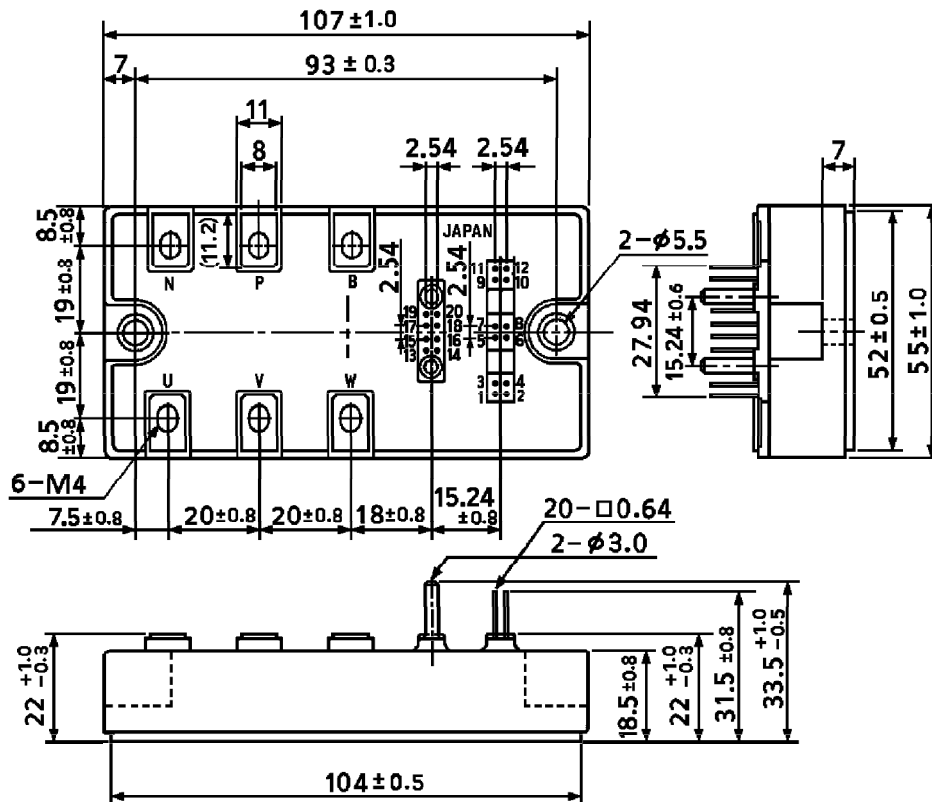 107±1.0
7
93 ± 0.3
11
8
2.54
2.54
7
8.5 ±0.8
19 ±0.8
19 ±0.8
8.5 ±0.8
(11.2)
N
P
B
JAPAN
2.54
2.54
11 12
9 10
19 20
17 18
15 16
13 14
7 8
5 6
3 4
1 2
2-φ5.5
27.94
15.24 ±0.6
52±0.5
55±1.0
U
V
W
6-M4
7.5±0.8
20±0.8
20±0.8
18±0.8
15.24 ±0.8
20-□0.64
2-φ3.0
22 +1.0 -0.3
18.5±0.8
22 +1.0 -0.3
31.5 ±0.8
33.5 +1.0 -0.5
104±0.5